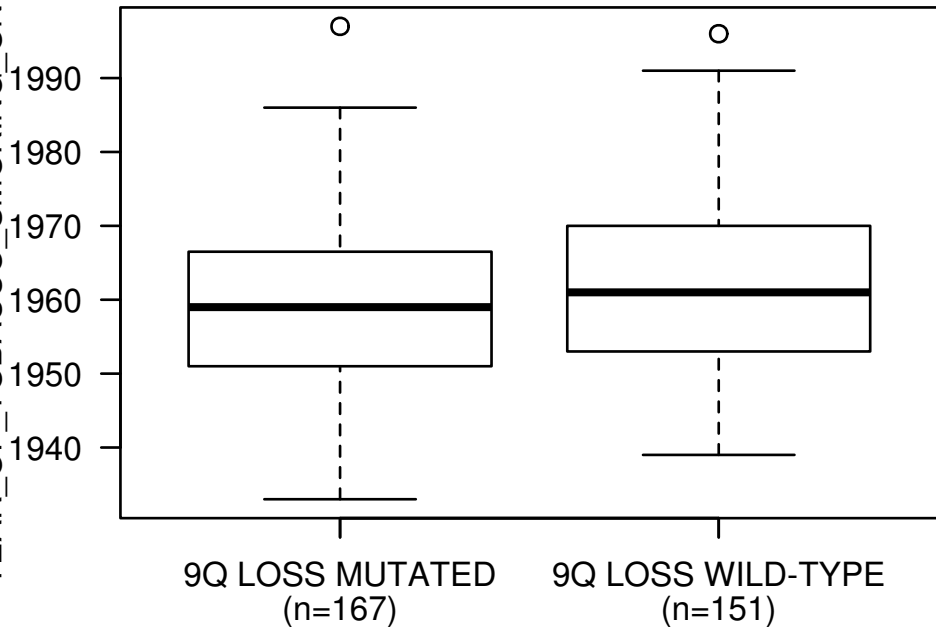 1990
1980
1970
1960
1950
1940
9Q LOSS MUTATED
(n=167)
9Q LOSS WILD-TYPE
(n=151)